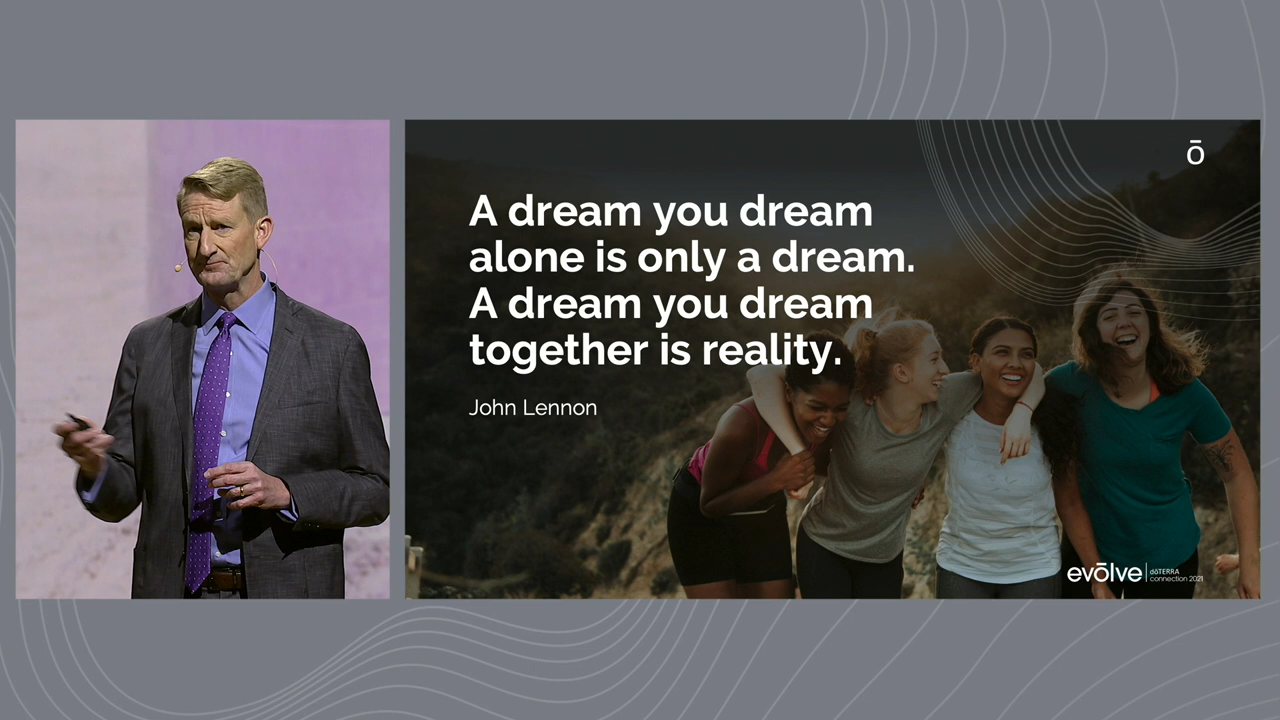 ō
A dream you dream
alone is only a dream.
A dream you dream
together is reality.
John Lennon
evōlve
dōTERRA
connection 2021